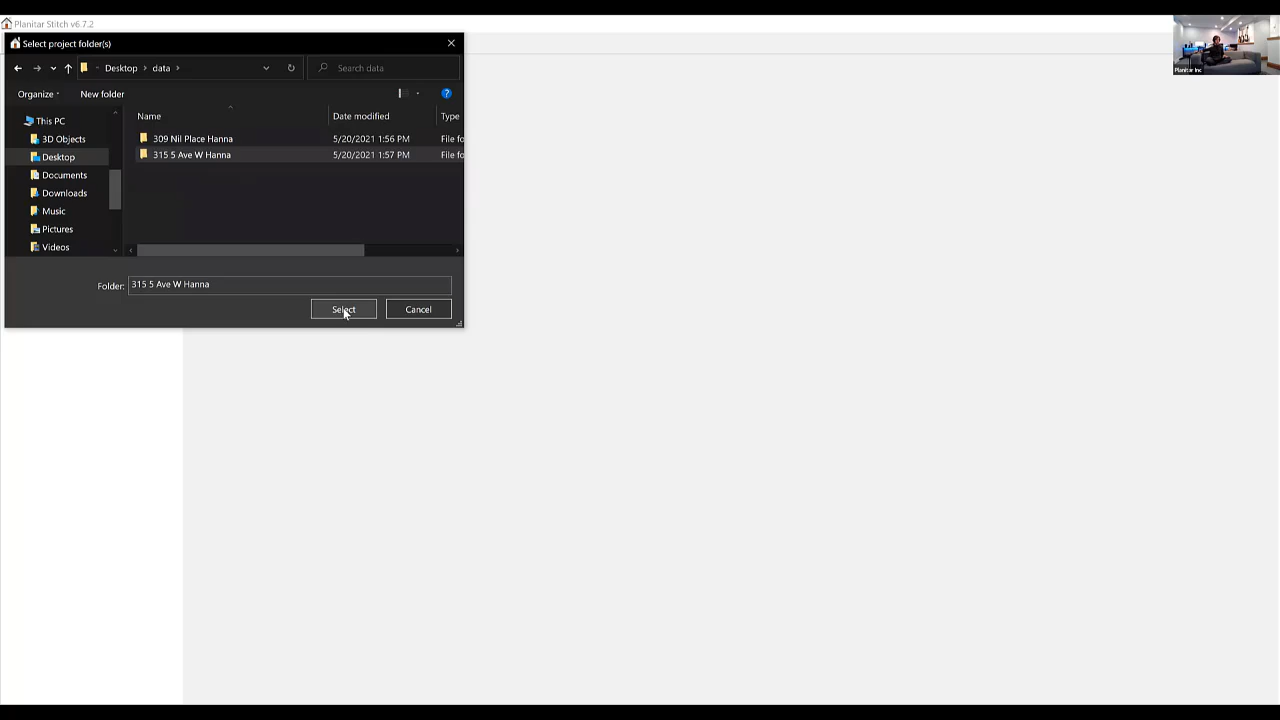 Planitar Stitch v6.7.2
Select project folder(s)
Desktop data
Search data
Organize
New folder
Name Date modified Type
This PC
3D Objects
Desktop
Documents
Downloads
Music
Pictures
Videos
309 Nil Place Hanna 5/20/2021 1:56 PM File fo
315 5 Ave W Hanna 5/20/2021 1:57 PM File fo
Folder: 315 5 Ave W Hanna
Select Cancel
Planitar Inc